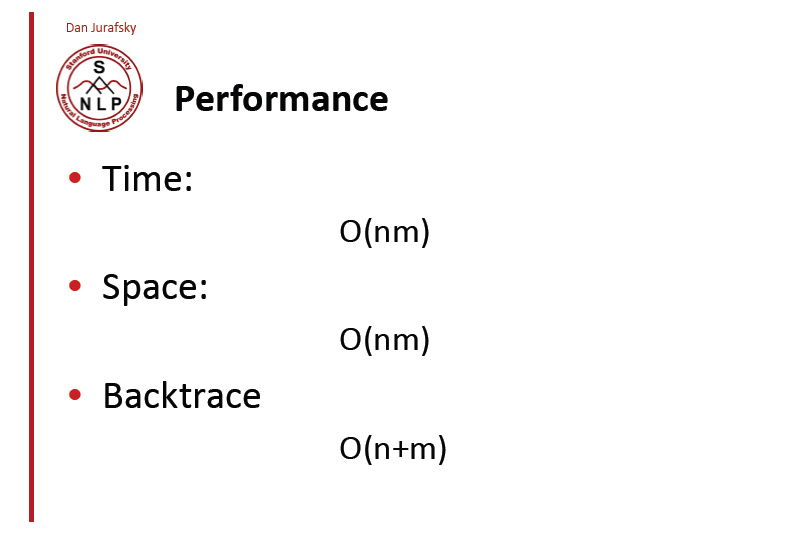 Dan Jurafsky
Stanford University
S
NLP
Natural Language Processing
Performance
• Time:
O(nm)
• Space:
O(nm)
• Backtrace
O(n+m)